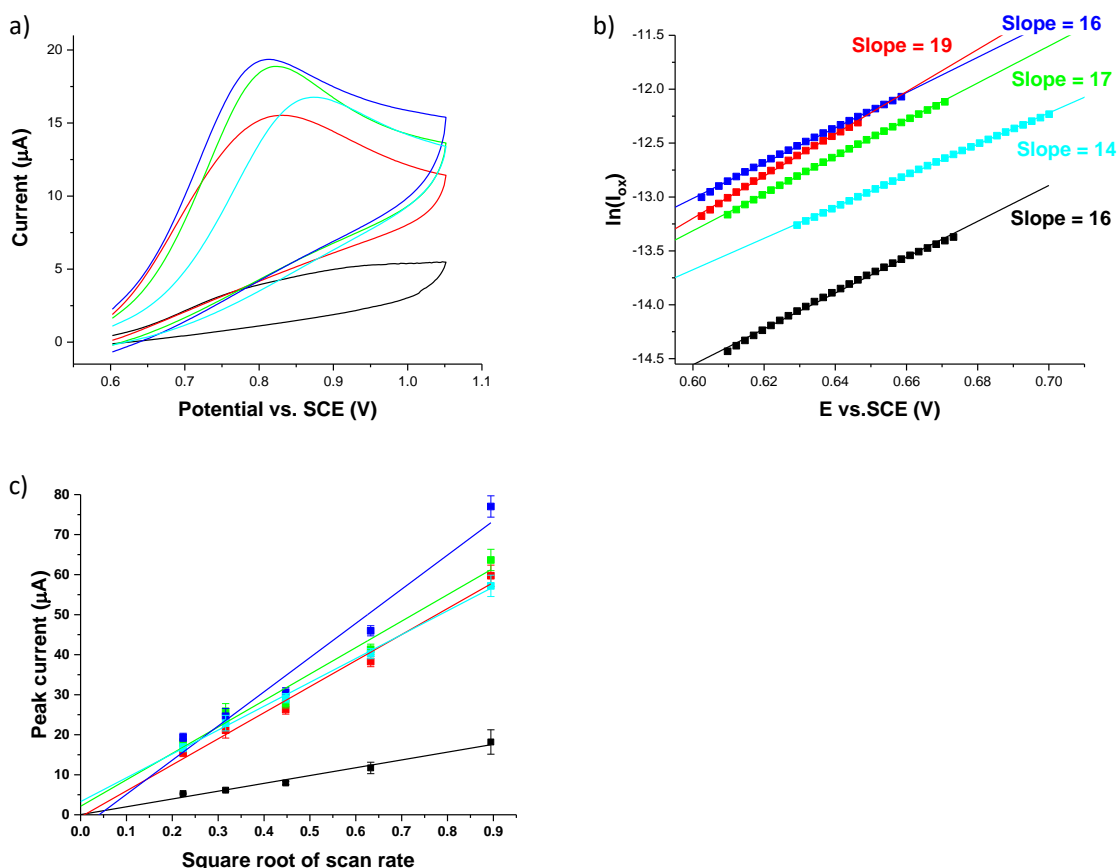 a)
20
15
10
5
0
0.6 0.7 0.8 0.9 1.0 1.1
Current (µA)
Potential vs. SCE (V)
b)
-11.5
-12.0
-12.5
-13.0
-13.5
-14.0
-14.5
0.60 0.62 0.64 0.66 0.68 0.70
ln(Iox)
E vs.SCE (V)
Slope = 16
Slope = 19
Slope = 17
Slope = 14
Slope = 16
c)
80
70
60
50
40
30
20
10
0
0.0 0.1 0.2 0.3 0.4 0.5 0.6 0.7 0.8 0.9
Peak current (µA)
Square root of scan rate